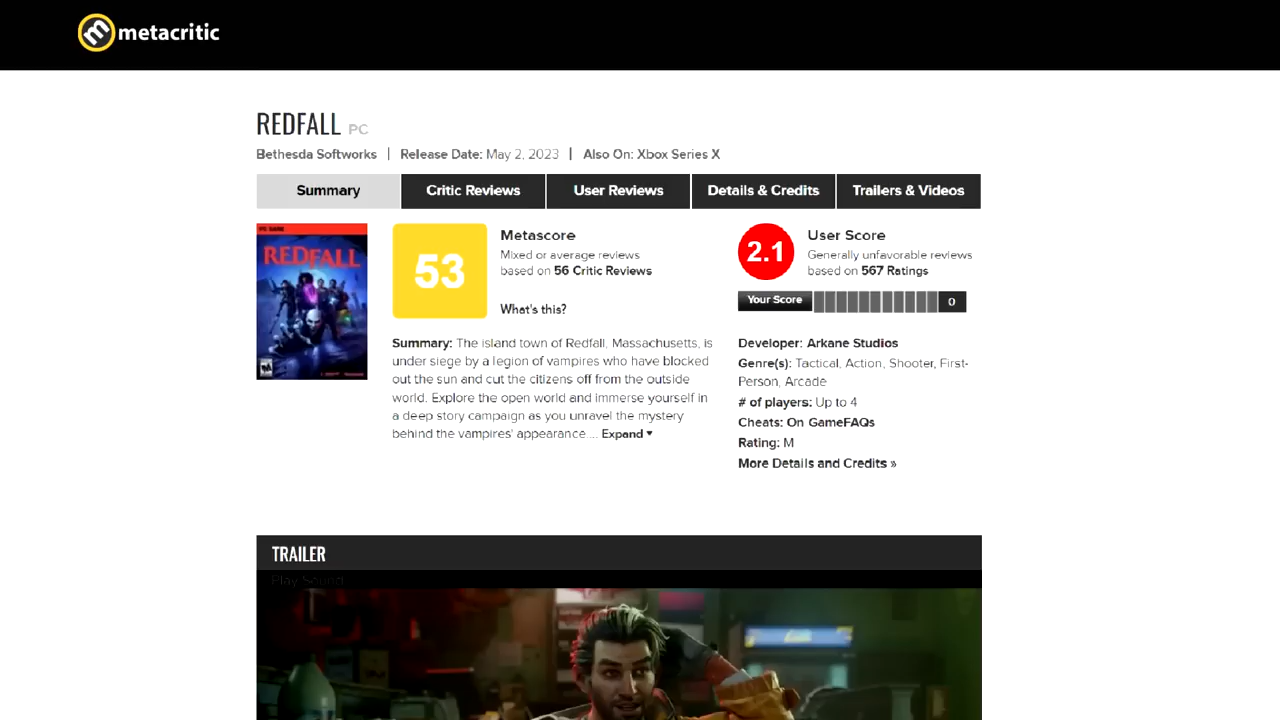 metacritic
REDFALL PC
Bethesda Softworks | Release Date: May 2, 2023 | Also On: Xbox Series X
Summary Critic Reviews User Reviews Details & Credits Trailers & Videos
PC GAME
REDFALL
53
Metascore
Mixed or average reviews
based on 56 Critic Reviews
What's this?
Summary: The island town of Redfall, Massachusetts, is
under siege by a legion of vampires who have blocked
out the sun and cut the citizens off from the outside
world. Explore the open world and immerse yourself in
a deep story campaign as you unravel the mystery
behind the vampires' appearance.... Expand ▾
2.1
User Score
Generally unfavorable reviews
based on 567 Ratings
Your Score 0
Developer: Arkane Studios
Genre(s): Tactical, Action, Shooter, First-
Person, Arcade
# of players: Up to 4
Cheats: On GameFAQs
Rating: M
More Details and Credits »
TRAILER
Play Sound